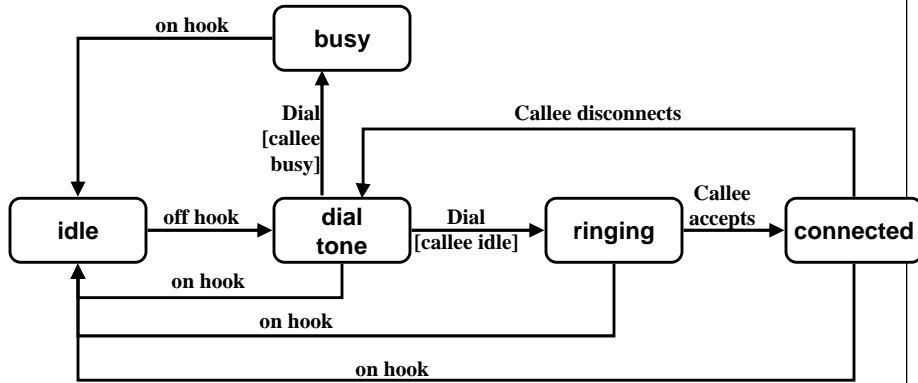 on hook
busy
Dial
[callee
busy]
Callee disconnects
idle
off hook
dial
tone
Dial
[callee idle]
ringing
Callee
accepts
connected
on hook
on hook
on hook